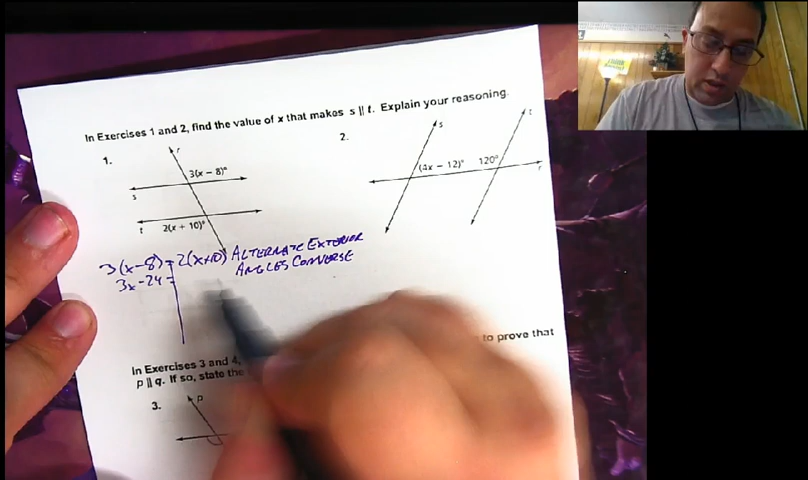 In Exercises 1 and 2, find the value of x that makes s || t. Explain your reasoning.
1.
r
3(x − 8)°
s
t
2(x + 10)°
2.
s
t
(4x − 12)°
120°
r
3(x-8) = 2(x+10) ALTERNATE EXTERIOR
ANGLES CONVERSE
3x-24 =
In Exercises 3 and 4,
to prove that
p || q. If so, state the
3.
p